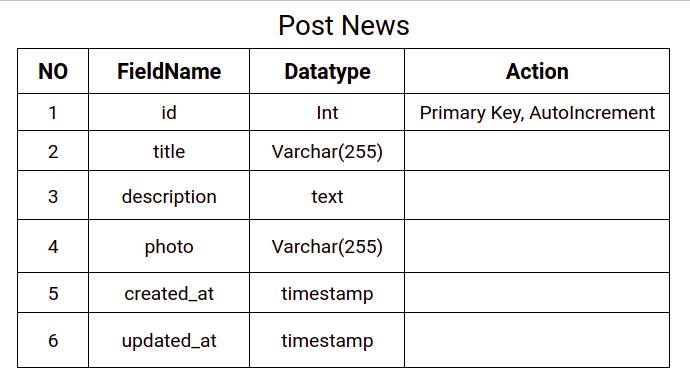 Post News
NO FieldName Datatype Action
1 id Int Primary Key, AutoIncrement
2 title Varchar(255)
3 description text
4 photo Varchar(255)
5 created_at timestamp
6 updated_at timestamp